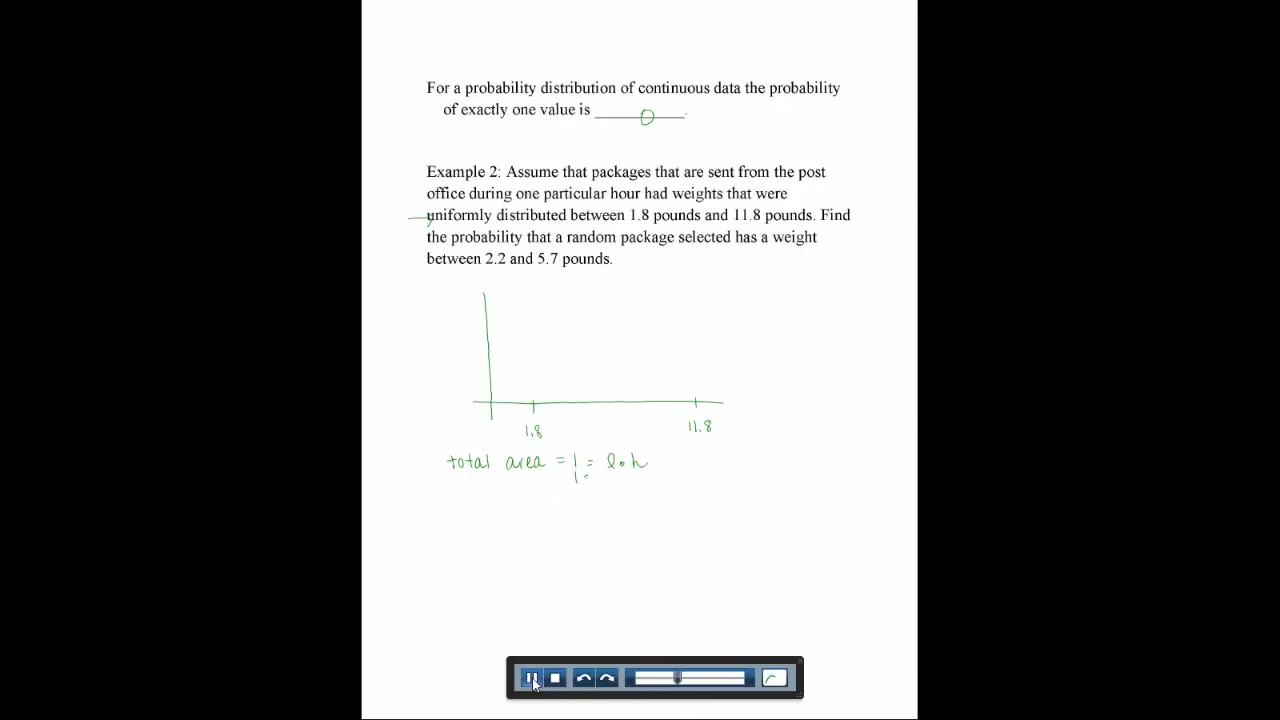 For a probability distribution of continuous data the probability
of exactly one value is 0.
Example 2: Assume that packages that are sent from the post
office during one particular hour had weights that were
uniformly distributed between 1.8 pounds and 11.8 pounds. Find
the probability that a random package selected has a weight
between 2.2 and 5.7 pounds.
1.8 11.8
total area = 1 = l • h
1 =